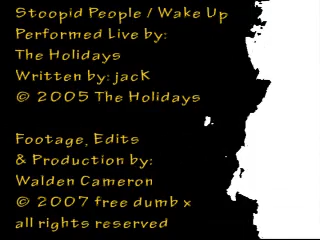 Stoopid People / Wake Up
Performed Live by:
The Holidays
Written by: jacK
© 2005 The Holidays
Footage, Edits
& Production by:
Walden Cameron
© 2007 free dumb x
all rights reserved